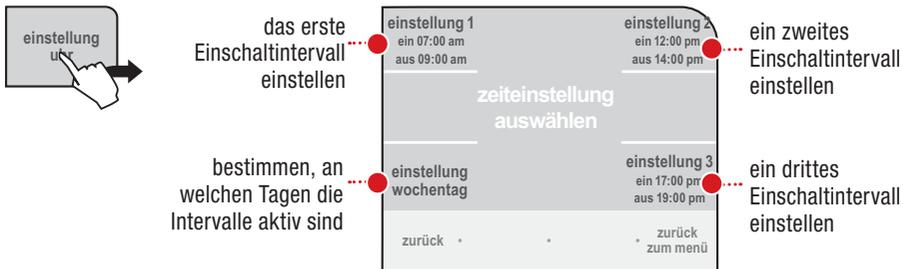 einstellung
uhr
das erste
Einschaltintervall
einstellen
einstellung 1
ein 07:00 am
aus 09:00 am
einstellung 2
ein 12:00 pm
aus 14:00 pm
ein zweites
Einschaltintervall
einstellen
zeiteinstellung
auswählen
bestimmen, an
welchen Tagen die
Intervalle aktiv sind
einstellung
wochentag
einstellung 3
ein 17:00 pm
aus 19:00 pm
ein drittes
Einschaltintervall
einstellen
zurück
zurück
zum menü